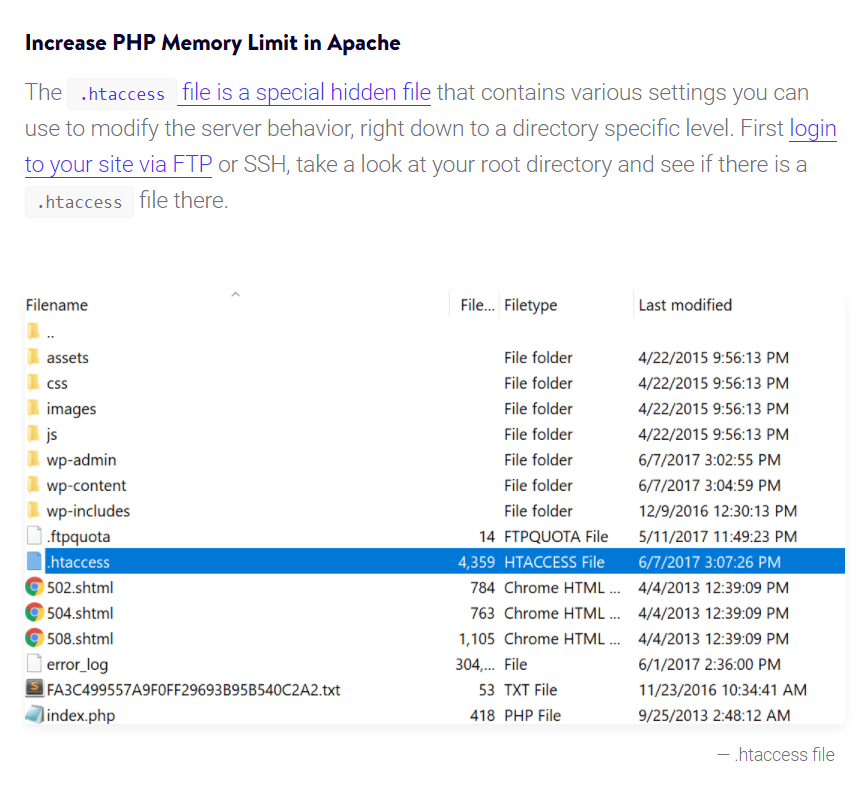 Increase PHP Memory Limit in Apache
The .htaccess file is a special hidden file that contains various settings you can
use to modify the server behavior, right down to a directory specific level. First login
to your site via FTP or SSH, take a look at your root directory and see if there is a
.htaccess file there.
Filename File... Filetype Last modified
..
assets File folder 4/22/2015 9:56:13 PM
css File folder 4/22/2015 9:56:13 PM
images File folder 4/22/2015 9:56:13 PM
js File folder 4/22/2015 9:56:13 PM
wp-admin File folder 6/7/2017 3:02:55 PM
wp-content File folder 6/7/2017 3:04:59 PM
wp-includes File folder 12/9/2016 12:30:13 PM
.ftpquota 14 FTPQUOTA File 5/11/2017 11:49:23 PM
.htaccess 4,359 HTACCESS File 6/7/2017 3:07:26 PM
502.shtml 784 Chrome HTML ... 4/4/2013 12:39:09 PM
504.shtml 763 Chrome HTML ... 4/4/2013 12:39:09 PM
508.shtml 1,105 Chrome HTML ... 4/4/2013 12:39:09 PM
error_log 304,... File 6/1/2017 2:36:00 PM
FA3C499557A9F0FF29693B95B540C2A2.txt 53 TXT File 11/23/2016 10:34:41 AM
index.php 418 PHP File 9/25/2013 2:48:12 AM
— .htaccess file